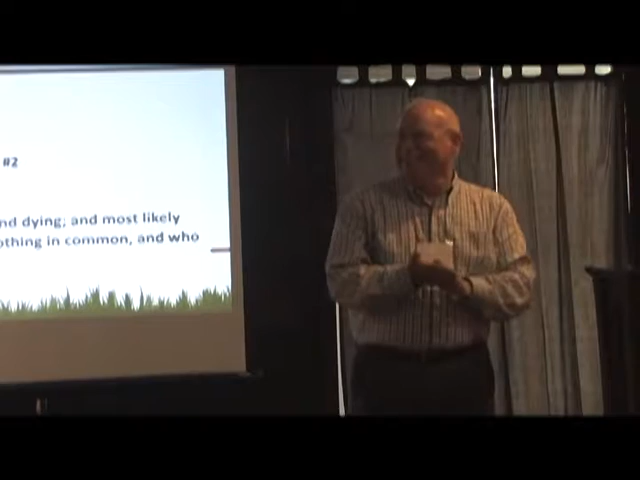 #2
nd dying; and most likely
othing in common, and who